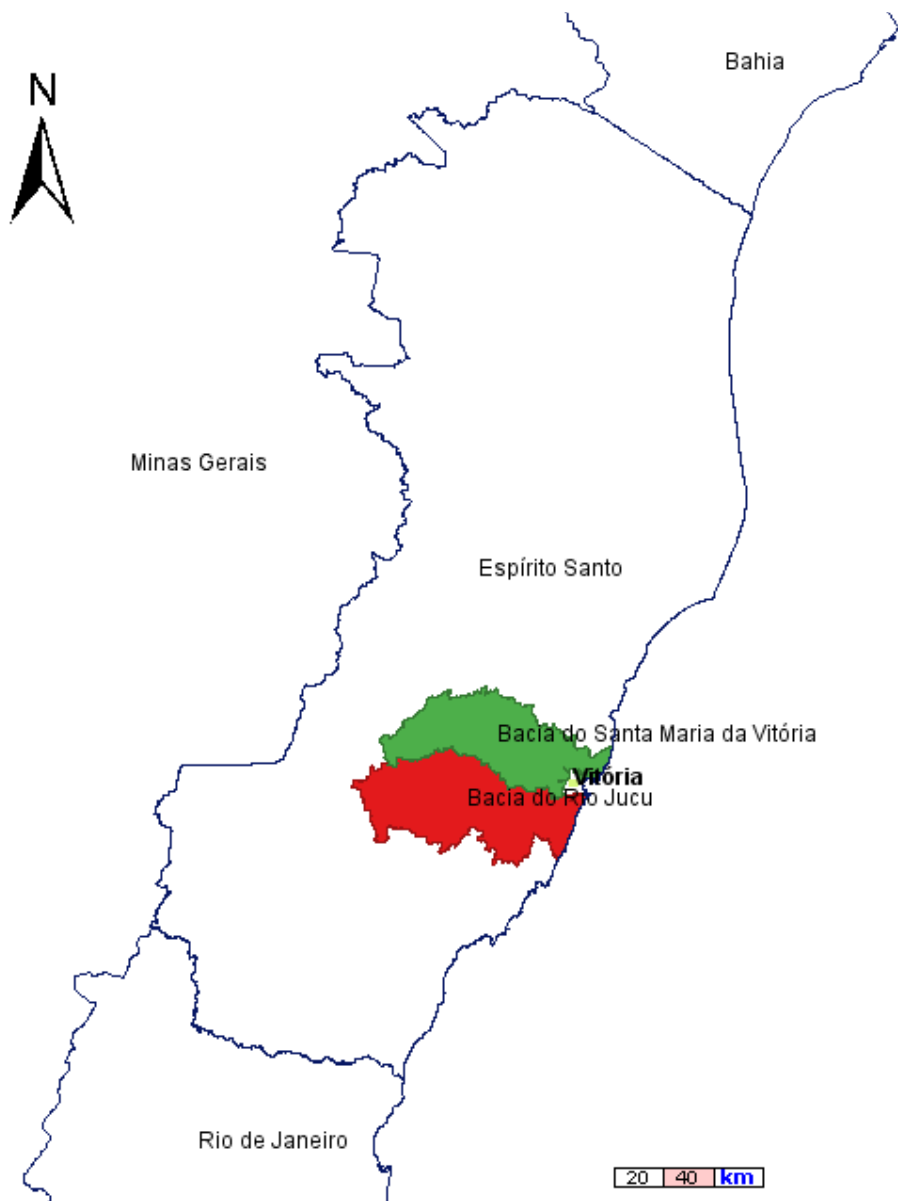 Bahia
N
Minas Gerais
Espírito Santo
Bacia do Santa Maria da Vitória
Vitória
Bacia do Rio Jucu
Rio de Janeiro
20 40 km